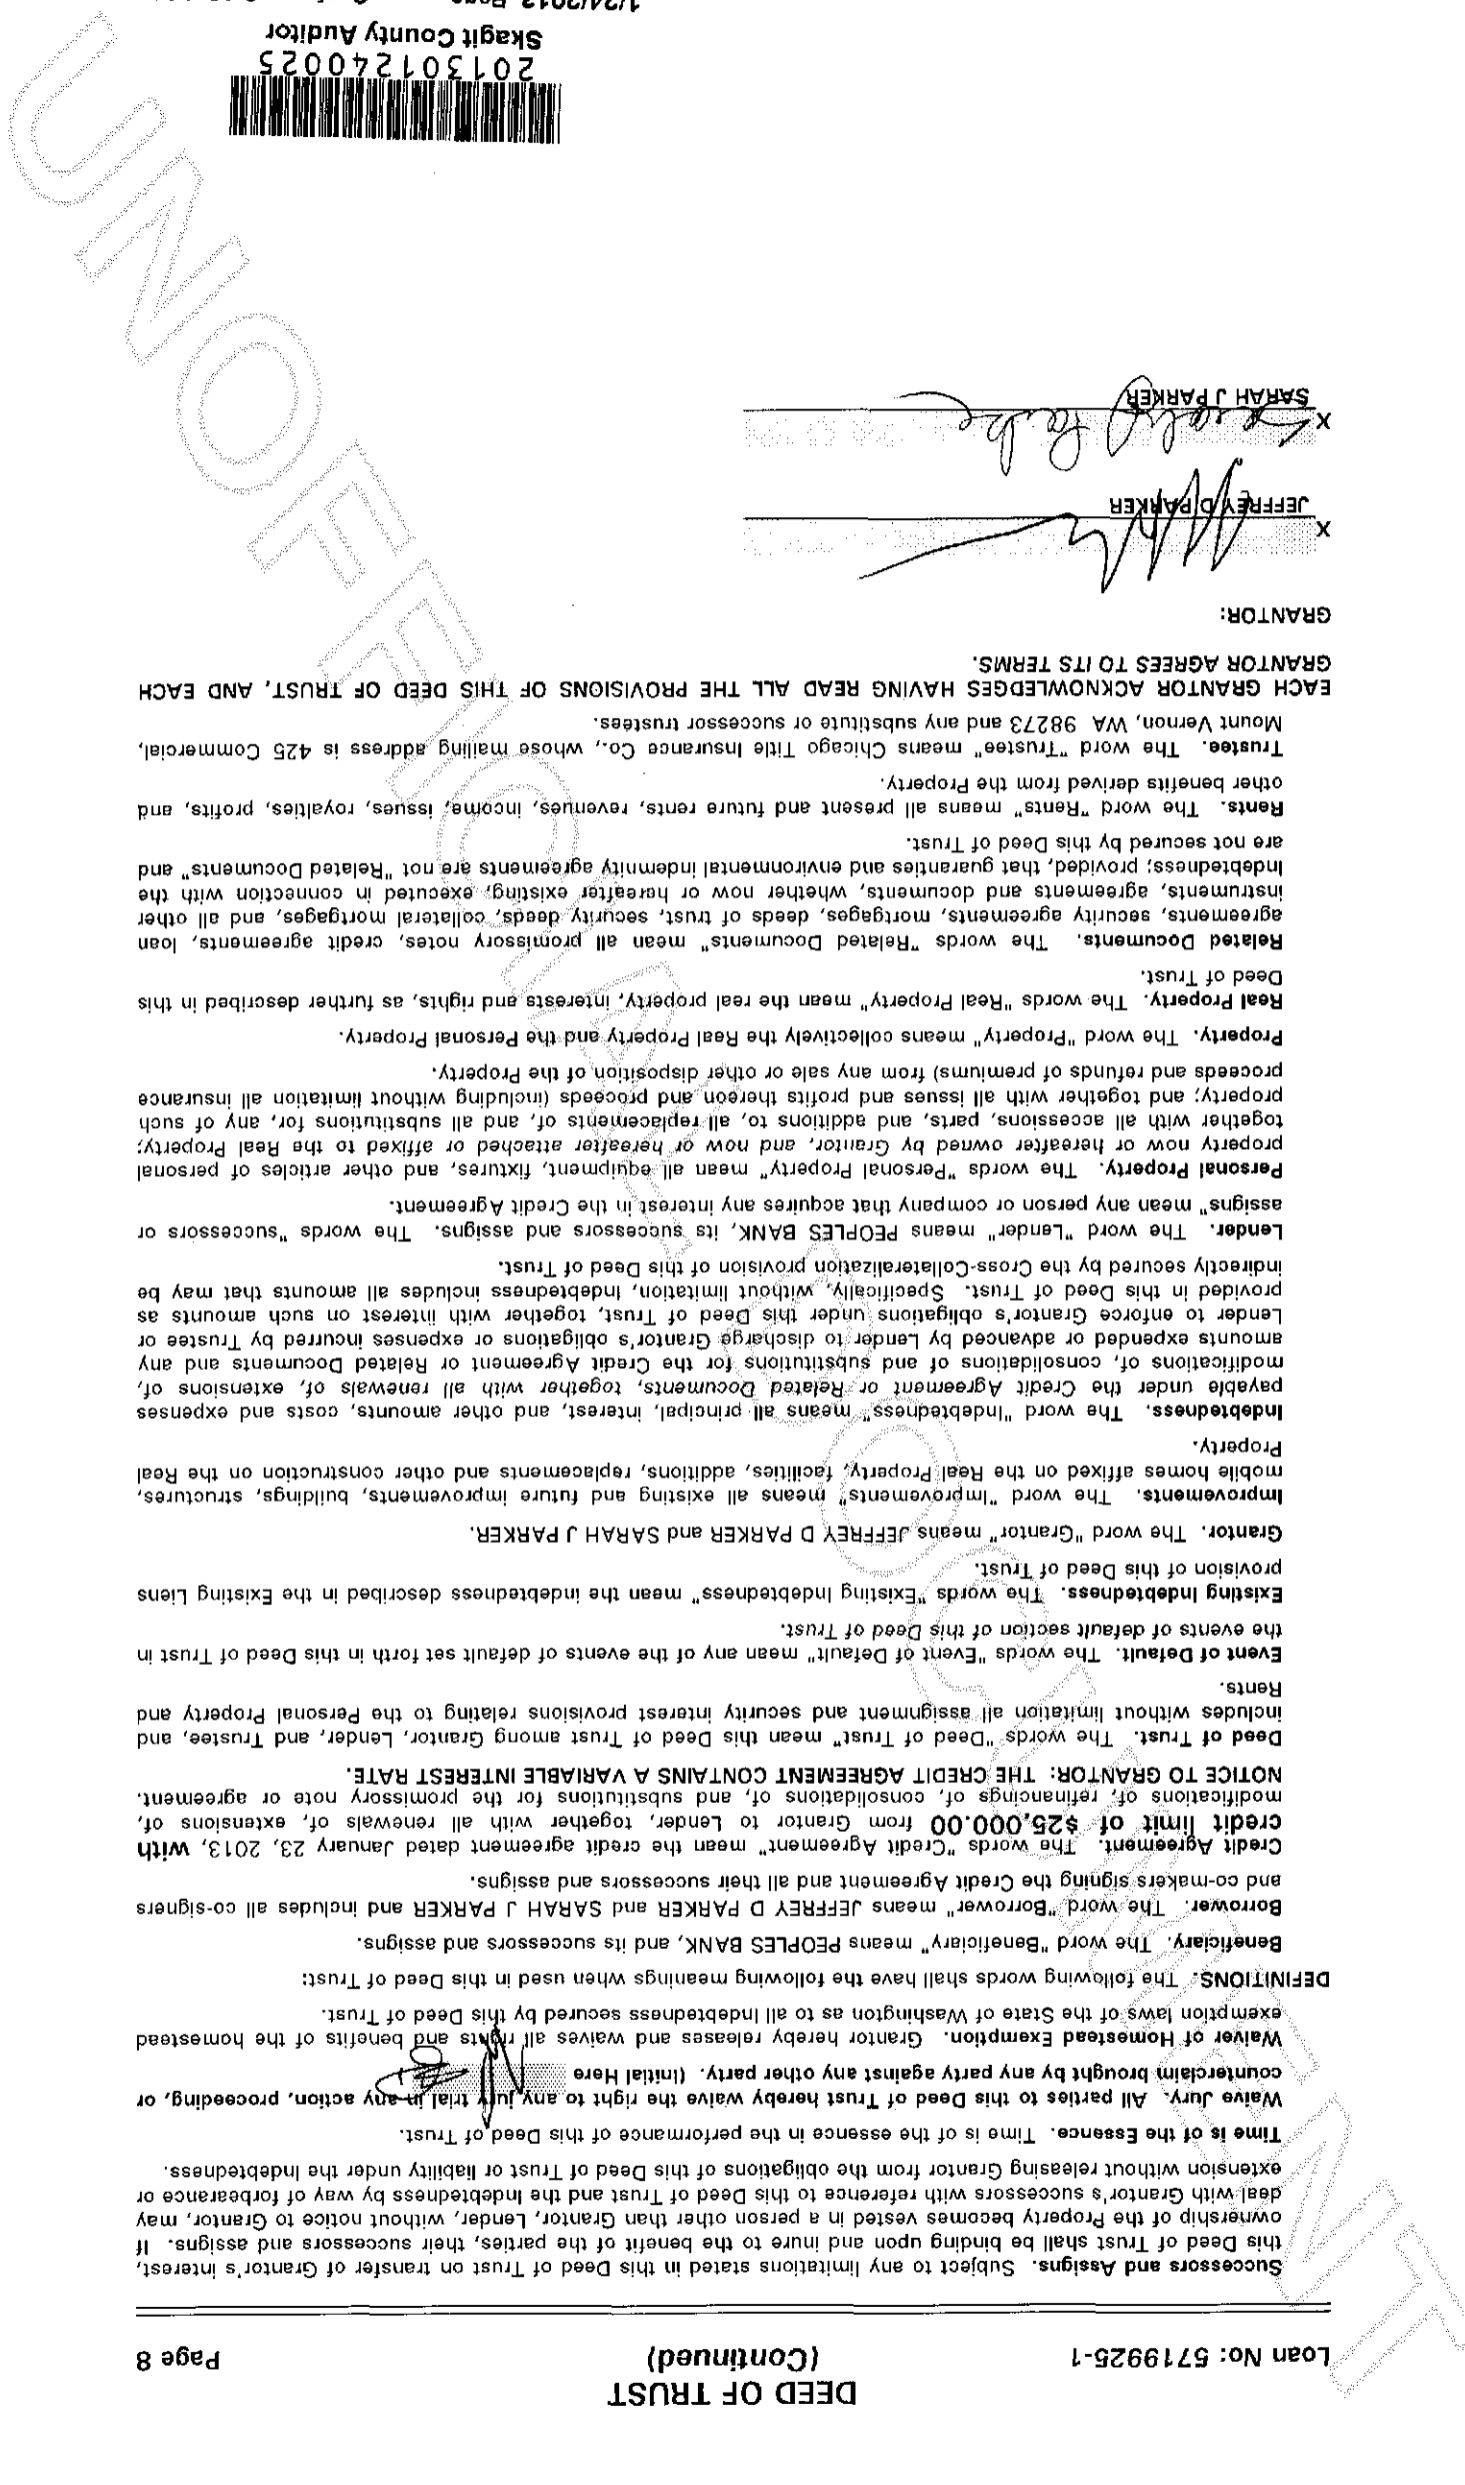 DEED OF TRUST
Loan No: 5719925-1 (Continued) Page 8
Successors and Assigns. Subject to any limitations stated in this Deed of Trust on transfer of Grantor's interest,
this Deed of Trust shall be binding upon and inure to the benefit of the parties, their successors and assigns. If
ownership of the Property becomes vested in a person other than Grantor, Lender, without notice to Grantor, may
deal with Grantor's successors with reference to this Deed of Trust and the Indebtedness by way of forbearance or
extension without releasing Grantor from the obligations of this Deed of Trust or liability under the Indebtedness.
Time is of the Essence. Time is of the essence in the performance of this Deed of Trust.
Waive Jury. All parties to this Deed of Trust hereby waive the right to any jury trial in any action, proceeding, or
counterclaim brought by any party against any other party. (Initial Here
Waiver of Homestead Exemption. Grantor hereby releases and waives all rights and benefits of the homestead
exemption laws of the State of Washington as to all Indebtedness secured by this Deed of Trust.
DEFINITIONS. The following words shall have the following meanings when used in this Deed of Trust:
Beneficiary. The word "Beneficiary" means PEOPLES BANK, and its successors and assigns.
Borrower. The word "Borrower" means JEFFREY D PARKER and SARAH J PARKER and includes all co-signers
and co-makers signing the Credit Agreement and all their successors and assigns.
Credit Agreement. The words "Credit Agreement" mean the credit agreement dated January 23, 2013, with
credit limit of $25,000.00 from Grantor to Lender, together with all renewals of, extensions of,
modifications of, refinancings of, consolidations of, and substitutions for the promissory note or agreement.
NOTICE TO GRANTOR: THE CREDIT AGREEMENT CONTAINS A VARIABLE INTEREST RATE.
Deed of Trust. The words "Deed of Trust" mean this Deed of Trust among Grantor, Lender, and Trustee, and
includes without limitation all assignment and security interest provisions relating to the Personal Property and
Rents.
Event of Default. The words "Event of Default" mean any of the events of default set forth in this Deed of Trust in
the events of default section of this Deed of Trust.
Existing Indebtedness. The words "Existing Indebtedness" mean the indebtedness described in the Existing Liens
provision of this Deed of Trust.
Grantor. The word "Grantor" means JEFFREY D PARKER and SARAH J PARKER.
Improvements. The word "Improvements" means all existing and future improvements, buildings, structures,
mobile homes affixed on the Real Property, facilities, additions, replacements and other construction on the Real
Property.
Indebtedness. The word "Indebtedness" means all principal, interest, and other amounts, costs and expenses
payable under the Credit Agreement or Related Documents, together with all renewals of, extensions of,
modifications of, consolidations of and substitutions for the Credit Agreement or Related Documents and any
amounts expended or advanced by Lender to discharge Grantor's obligations or expenses incurred by Trustee or
Lender to enforce Grantor's obligations under this Deed of Trust, together with interest on such amounts as
provided in this Deed of Trust. Specifically, without limitation, Indebtedness includes all amounts that may be
indirectly secured by the Cross-Collateralization provision of this Deed of Trust.
Lender. The word "Lender" means PEOPLES BANK, its successors and assigns. The words "successors or
assigns" mean any person or company that acquires any interest in the Credit Agreement.
Personal Property. The words "Personal Property" mean all equipment, fixtures, and other articles of personal
property now or hereafter owned by Grantor, and now or hereafter attached or affixed to the Real Property;
together with all accessions, parts, and additions to, all replacements of, and all substitutions for, any of such
property; and together with all issues and profits thereon and proceeds (including without limitation all insurance
proceeds and refunds of premiums) from any sale or other disposition of the Property.
Property. The word "Property" means collectively the Real Property and the Personal Property.
Real Property. The words "Real Property" mean the real property, interests and rights, as further described in this
Deed of Trust.
Related Documents. The words "Related Documents" mean all promissory notes, credit agreements, loan
agreements, security agreements, mortgages, deeds of trust, security deeds, collateral mortgages, and all other
instruments, agreements and documents, whether now or hereafter existing, executed in connection with the
Indebtedness; provided, that guaranties and environmental indemnity agreements are not "Related Documents" and
are not secured by this Deed of Trust.
Rents. The word "Rents" means all present and future rents, revenues, income, issues, royalties, profits, and
other benefits derived from the Property.
Trustee. The word "Trustee" means Chicago Title Insurance Co., whose mailing address is 425 Commercial,
Mount Vernon, WA 98273 and any substitute or successor trustees.
EACH GRANTOR ACKNOWLEDGES HAVING READ ALL THE PROVISIONS OF THIS DEED OF TRUST, AND EACH
GRANTOR AGREES TO ITS TERMS.
GRANTOR:
X
JEFFREY D PARKER
X Sarah J Parker
SARAH J PARKER
201301240025
Skagit County Auditor
1/24/2013 Page
UNOFFICIAL DOCUMENT